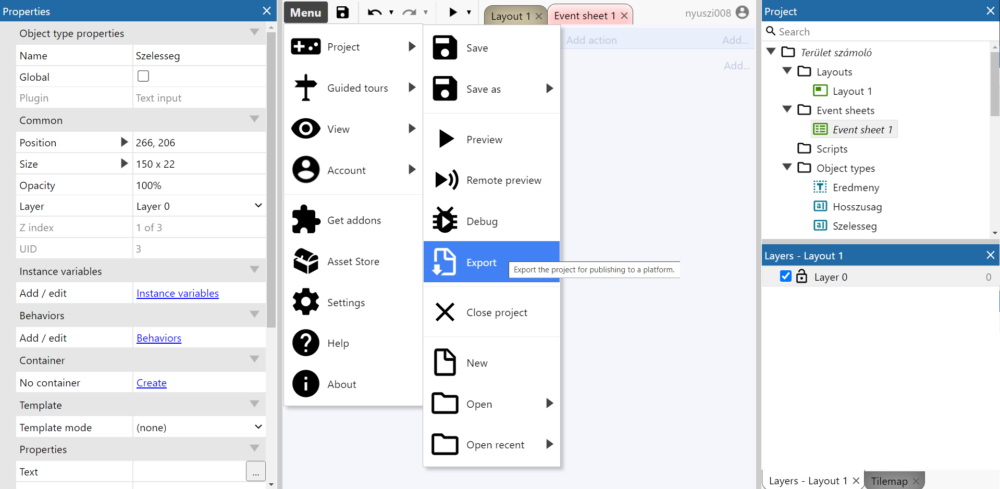 Properties
Object type properties
Name Szelesseg
Global
Plugin Text input
Common
Position 266, 206
Size 150 x 22
Opacity 100%
Layer Layer 0
Z index 1 of 3
UID 3
Instance variables
Add / edit Instance variables
Behaviors
Add / edit Behaviors
Container
No container Create
Template
Template mode (none)
Properties
Text ...
Menu
Layout 1
Event sheet 1
nyuszi008
Add action Add...
Add...
Project
Guided tours
View
Account
Get addons
Asset Store
Settings
Help
About
Save
Save as
Preview
Remote preview
Debug
Export
Export the project for publishing to a platform.
Close project
New
Open
Open recent
Project
Search
Terület számoló
Layouts
Layout 1
Event sheets
Event sheet 1
Scripts
Object types
Eredmeny
Hosszusag
Szelesseg
Layers - Layout 1
Layer 0 0
Layers - Layout 1
Tilemap